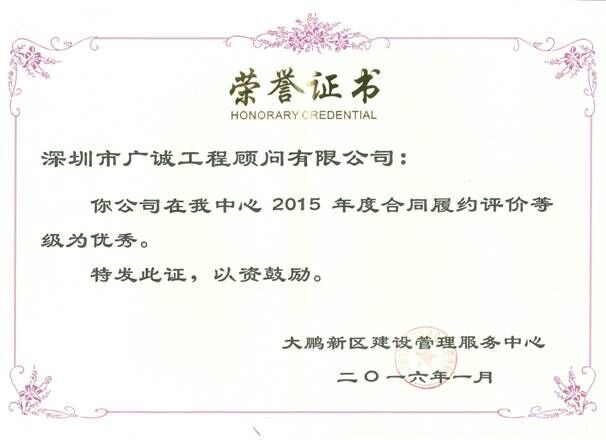 荣誉证书
HONORARY CREDENTIAL
深圳市广诚工程顾问有限公司：
你公司在我中心 2015 年度合同履约评价等
级为优秀。
特发此证，以资鼓励。
大鹏新区建设管理服务中心
二〇一六年一月